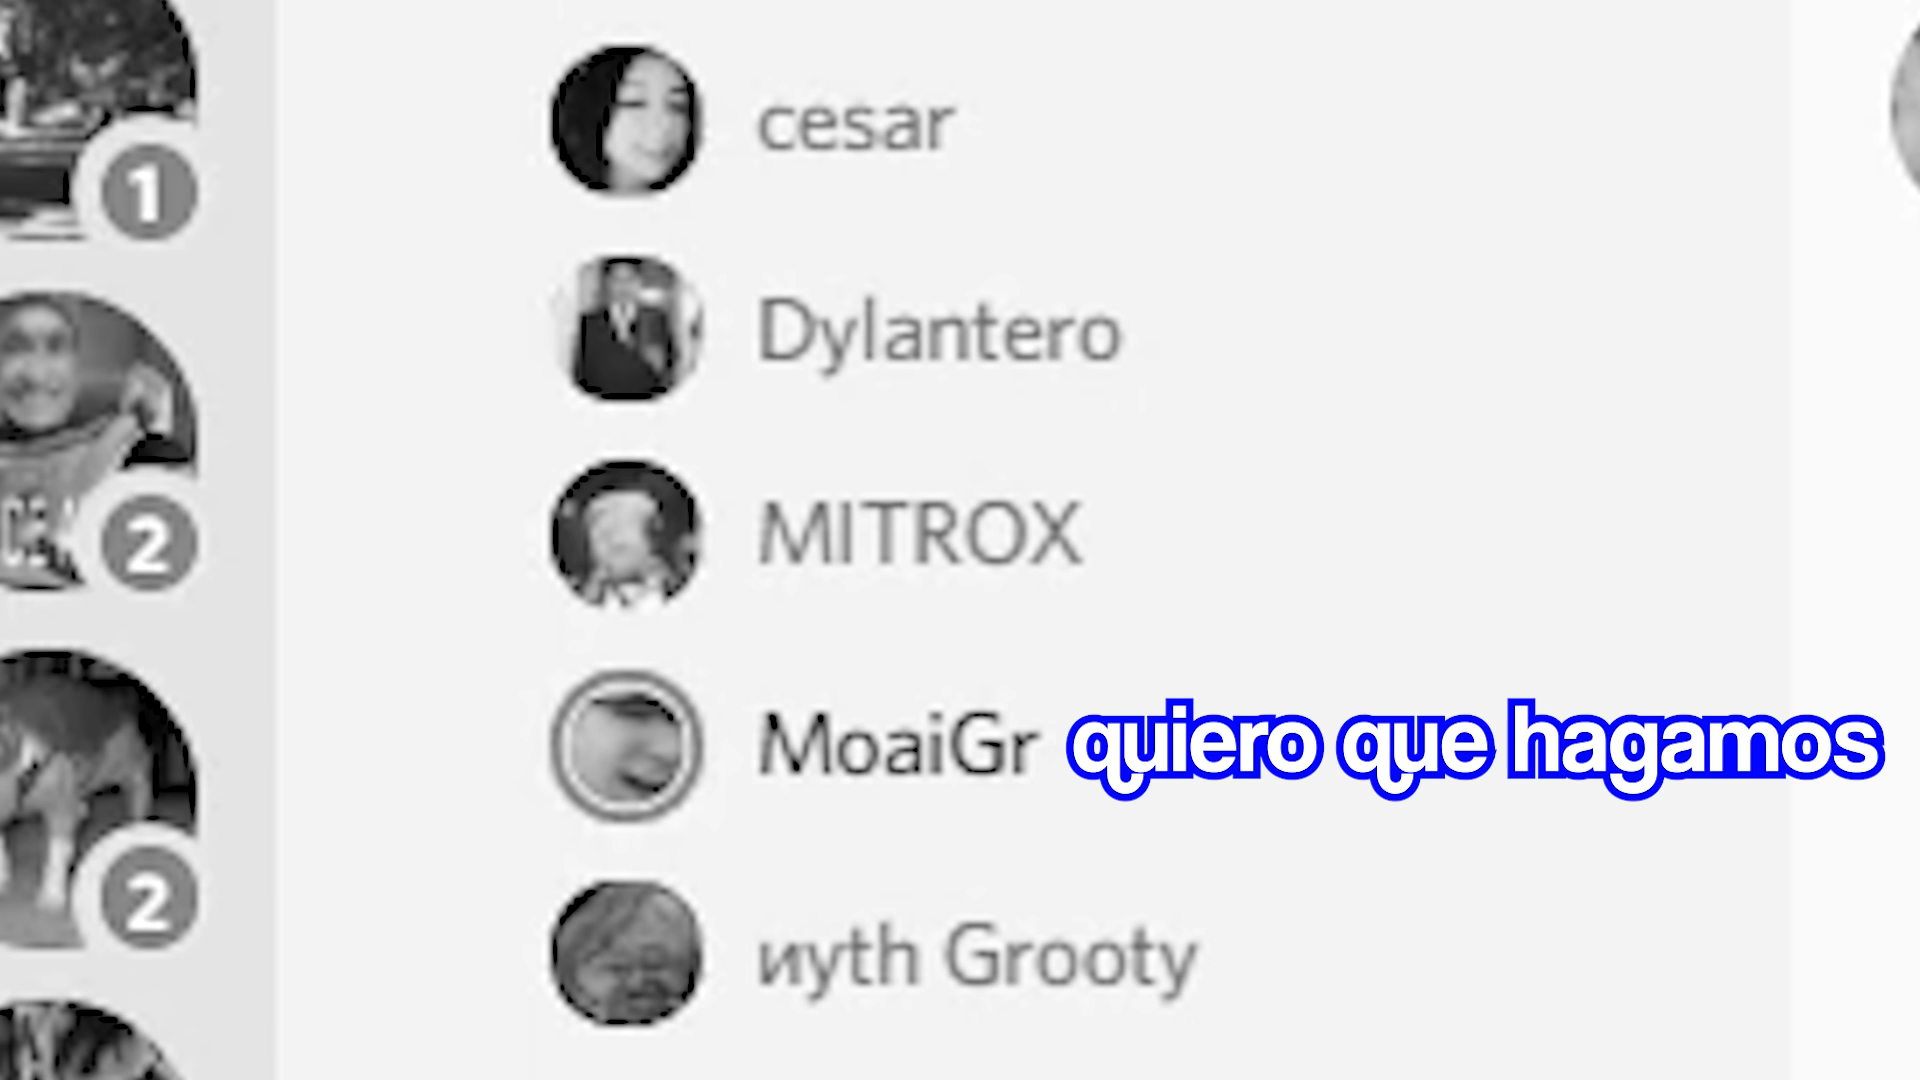 1
cesar
Dylantero
2
MITROX
MoaiGr quiero que hagamos
2
иyth Grooty